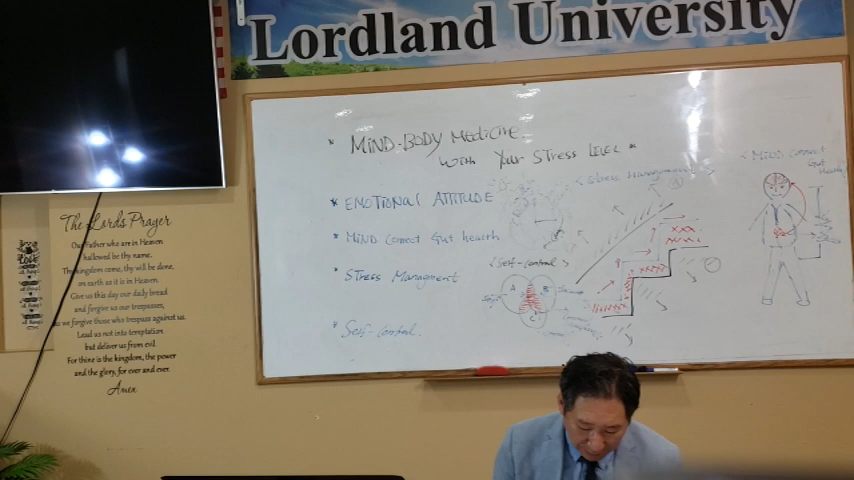 Lordland University
* MIND-BODY MEDICINE
WITH YOUR STRESS LEVEL *
* EMOTIONAL ATTITUDE
* MIND CONNECT GUT HEALTH
* STRESS MANAGMENT
* Self-control.
< Stress Management >
< Self-control >
A
B
C
< MIND CONNECT
GUT
HEALTH >
The Lords Prayer
Our Father who are in Heaven
hallowed be thy name,
Thy kingdom come, thy will be done,
on earth as it is in Heaven.
Give us this day our daily bread
and forgive us our trespasses,
as we forgive those who trespass against us.
Lead us not into temptation
but deliver us from evil
For thine is the kingdom, the power
and the glory, for ever and ever.
Amen